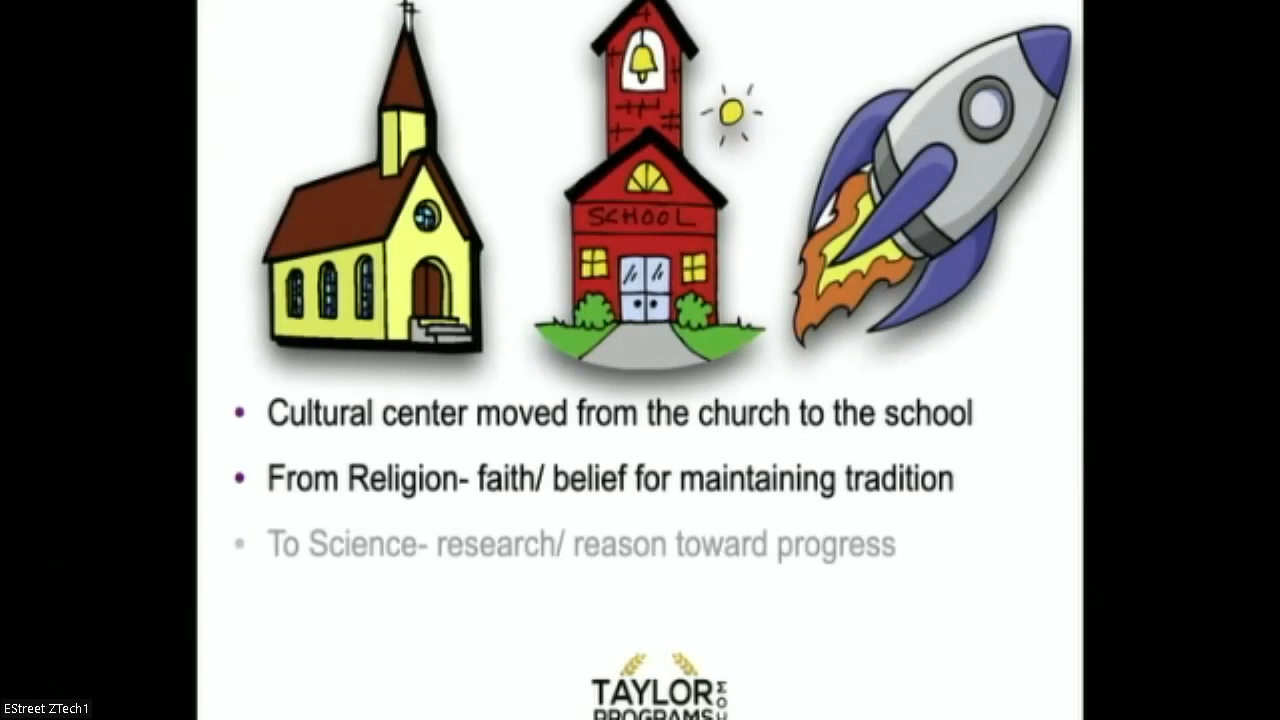 SCHOOL
• Cultural center moved from the church to the school
• From Religion- faith/ belief for maintaining tradition
• To Science- research/ reason toward progress
TAYLOR
PROGRAMS
EStreet ZTech1